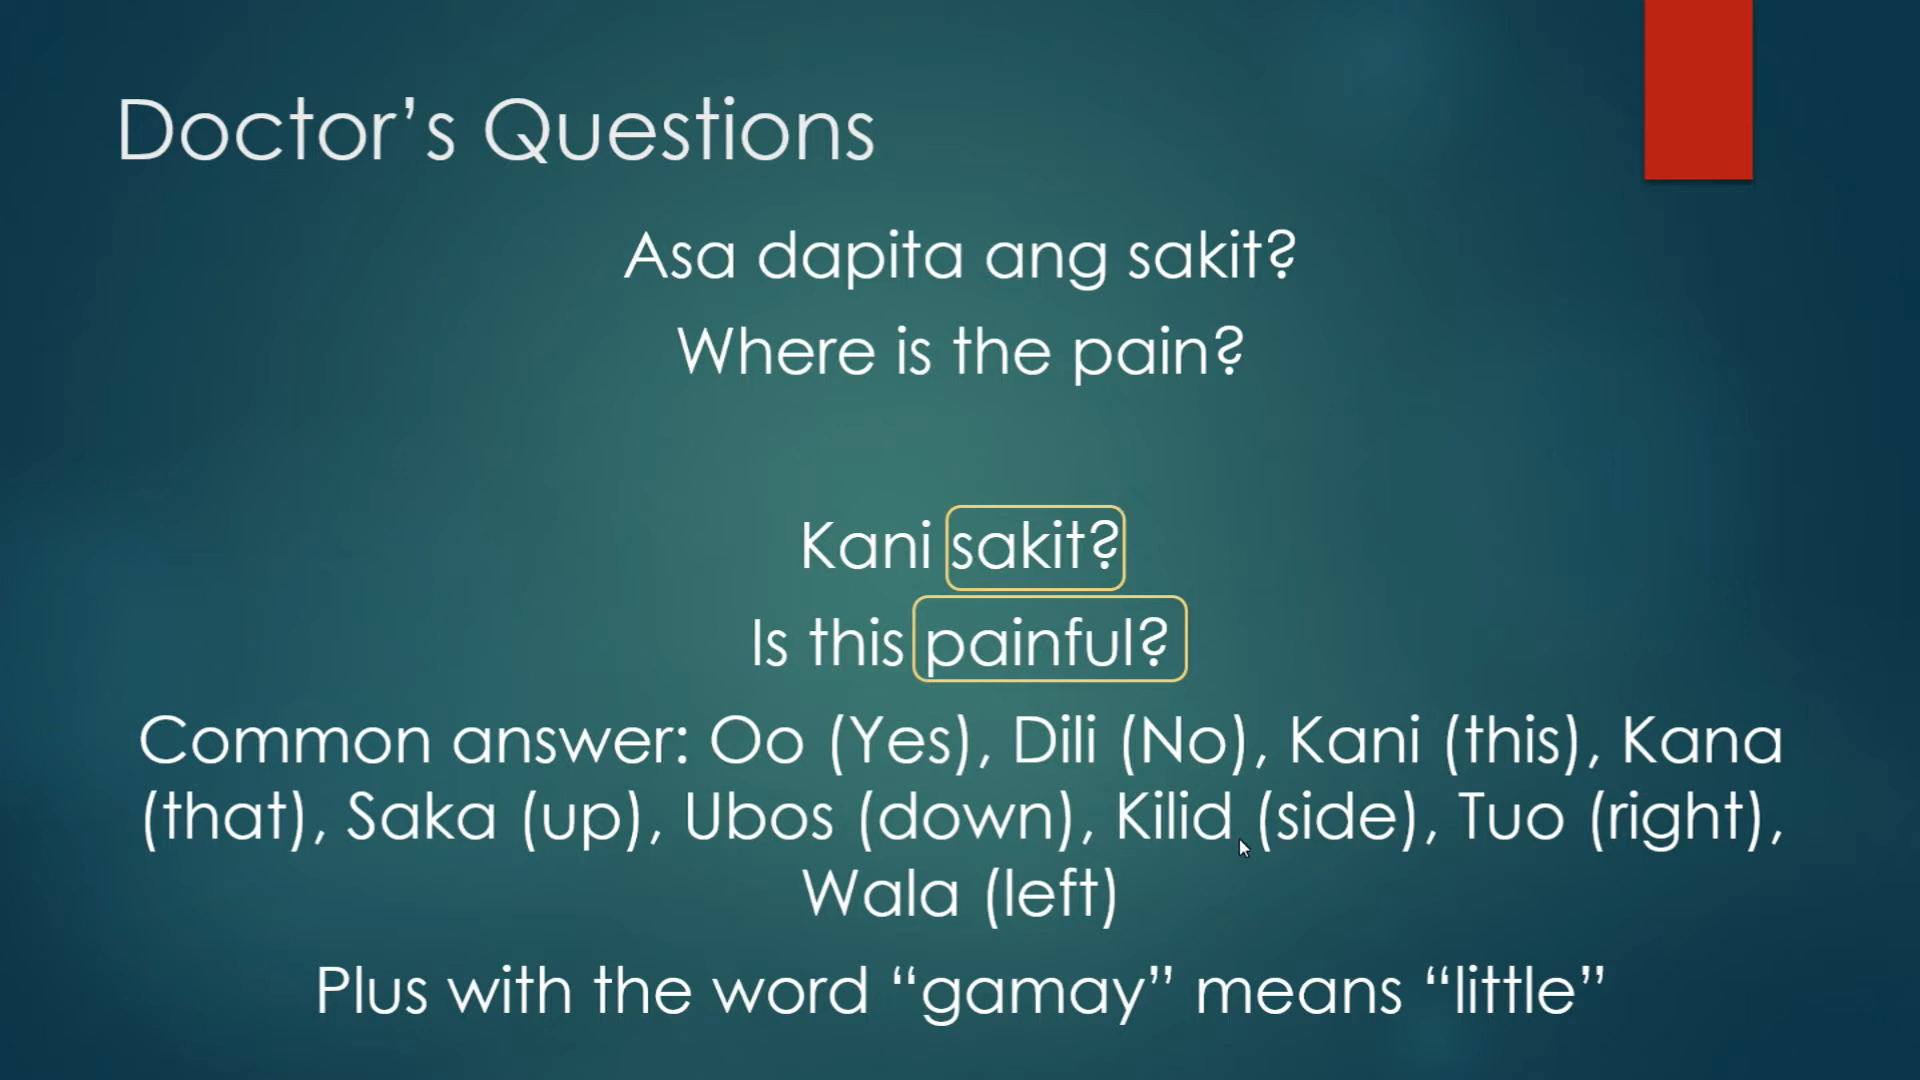 Doctor’s Questions
Asa dapita ang sakit?
Where is the pain?
Kani sakit?
Is this painful?
Common answer: Oo (Yes), Dili (No), Kani (this), Kana
(that), Saka (up), Ubos (down), Kilid (side), Tuo (right),
Wala (left)
Plus with the word “gamay” means “little”